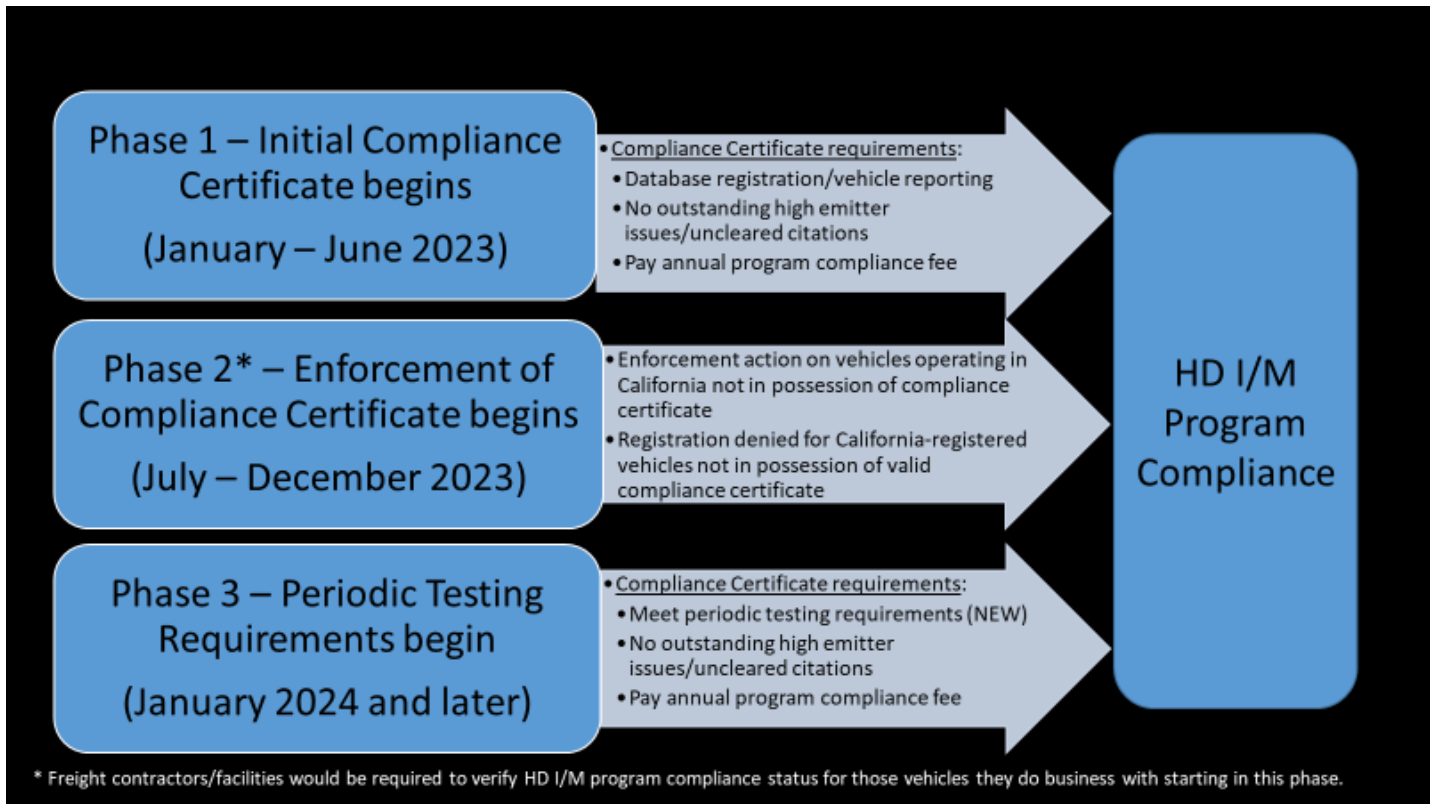 Phase 1 – Initial Compliance
Certificate begins
(January – June 2023)
•Compliance Certificate requirements:
•Database registration/vehicle reporting
•No outstanding high emitter
issues/uncleared citations
•Pay annual program compliance fee
Phase 2* – Enforcement of
Compliance Certificate begins
(July – December 2023)
•Enforcement action on vehicles operating in
California not in possession of compliance
certificate
•Registration denied for California-registered
vehicles not in possession of valid
compliance certificate
Phase 3 – Periodic Testing
Requirements begin
(January 2024 and later)
•Compliance Certificate requirements:
•Meet periodic testing requirements (NEW)
•No outstanding high emitter
issues/uncleared citations
•Pay annual program compliance fee
HD I/M
Program
Compliance
* Freight contractors/facilities would be required to verify HD I/M program compliance status for those vehicles they do business with starting in this phase.